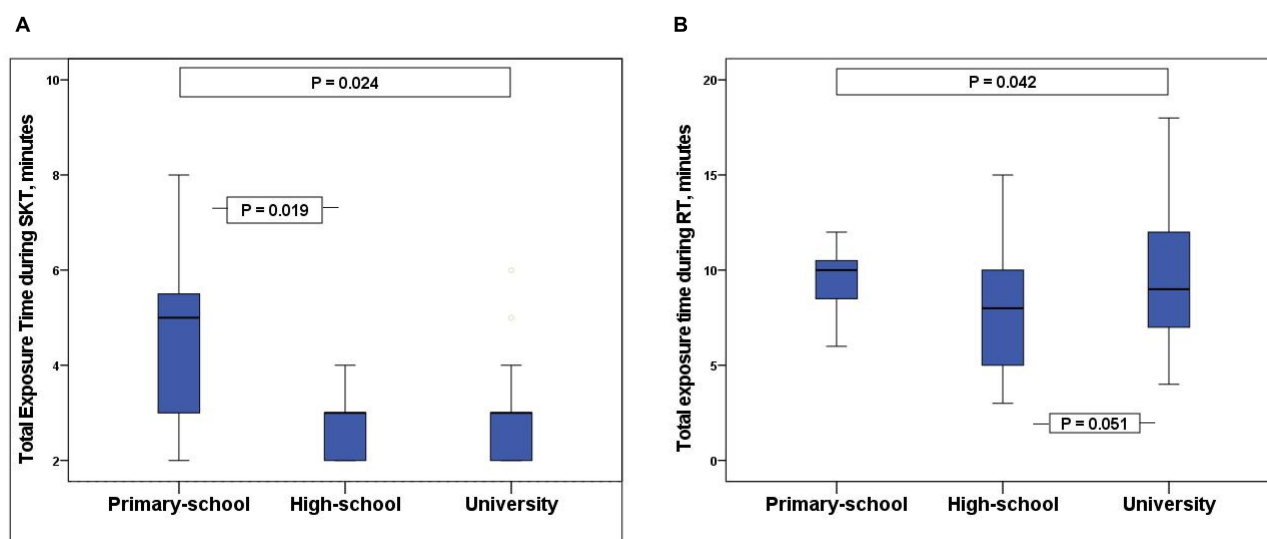 A
Total Exposure Time during SKT, minutes
10
8
6
4
2
P = 0.024
P = 0.019
Primary-school
High-school
University
B
Total exposure time during RT, minutes
20
15
10
5
0
P = 0.042
P = 0.051
Primary-school
High-school
University